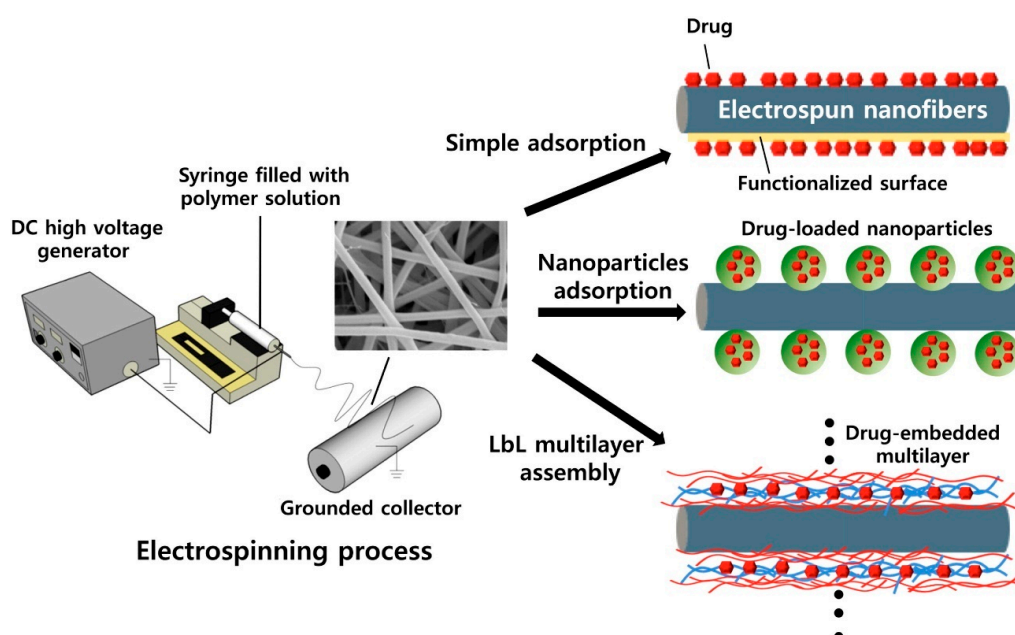 Drug
Electrospun nanofibers
Simple adsorption
Functionalized surface
Syringe filled with
polymer solution
DC high voltage
generator
Drug-loaded nanoparticles
Nanoparticles
adsorption
LbL multilayer
assembly
Drug-embedded
multilayer
Grounded collector
Electrospinning process